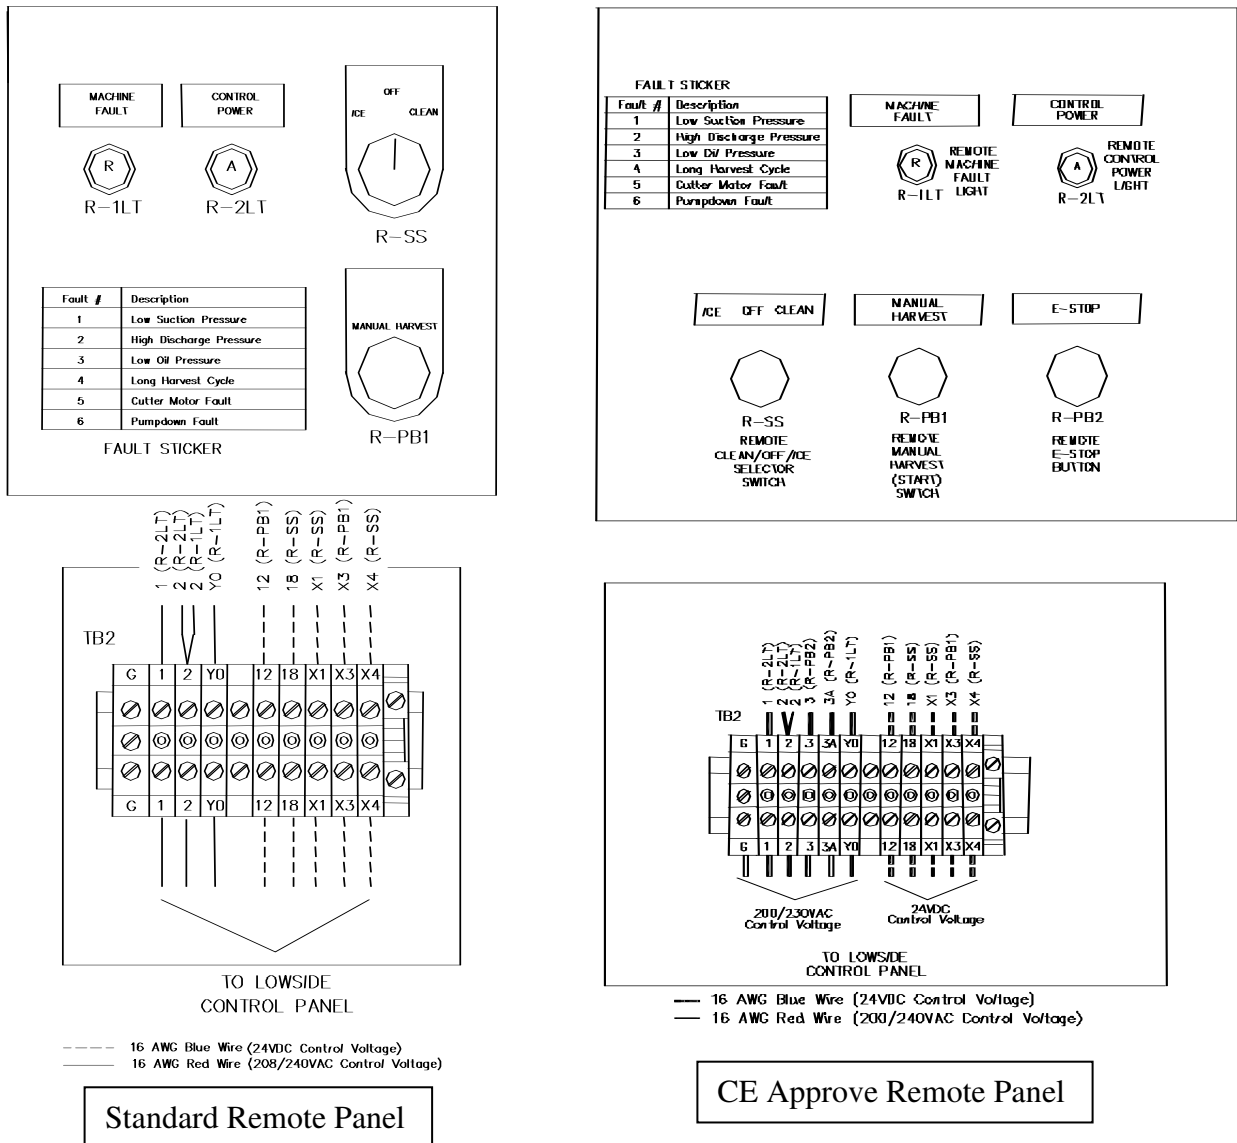 MACHINE
FAULT
CONTROL
POWER
OFF
ICE
CLEAN
R
A
R-1LT
R-2LT
R-SS
Fault # Description
1 Low Suction Pressure
2 High Discharge Pressure
3 Low Oil Pressure
4 Long Harvest Cycle
5 Cutter Motor Fault
6 Pumpdown Fault
FAULT STICKER
MANUAL HARVEST
R-PB1
1 (R-2LT)
2 (R-2LT)
2 (R-1LT)
Y0 (R-1LT)
12 (R-PB1)
18 (R-SS)
X1 (R-SS)
X3 (R-PB1)
X4 (R-SS)
TB2
G 1 2 Y0 12 18 X1 X3 X4
G 1 2 Y0 12 18 X1 X3 X4
TO LOWSIDE
CONTROL PANEL
16 AWG Blue Wire (24VDC Control Voltage)
16 AWG Red Wire (208/240VAC Control Voltage)
Standard Remote Panel
FAULT STICKER
Fault # Description
1 Low Suction Pressure
2 High Discharge Pressure
3 Low Oil Pressure
4 Long Harvest Cycle
5 Cutter Motor Fault
6 Pumpdown Fault
MACHINE
FAULT
R
R-1LT
REMOTE
MACHINE
FAULT
LIGHT
CONTROL
POWER
A
R-2LT
REMOTE
CONTROL
POWER
LIGHT
ICE OFF CLEAN
R-SS
REMOTE
CLEAN/OFF/ICE
SELECTOR
SWITCH
MANUAL
HARVEST
R-PB1
REMOTE
MANUAL
HARVEST
(START)
SWITCH
E-STOP
R-PB2
REMOTE
E-STOP
BUTTON
1 (R-2LT)
2 (R-2LT)
2 (R-1LT)
3 (R-PB2)
3A (R-PB2)
Y0 (R-1LT)
12 (R-PB1)
18 (R-SS)
X1 (R-SS)
X3 (R-PB1)
X4 (R-SS)
TB2
G 1 2 3 3A Y0 12 18 X1 X3 X4
G 1 2 3 3A Y0 12 18 X1 X3 X4
200/230VAC
Control Voltage
24VDC
Control Voltage
TO LOWSIDE
CONTROL PANEL
16 AWG Blue Wire (24VDC Control Voltage)
16 AWG Red Wire (200/240VAC Control Voltage)
CE Approve Remote Panel